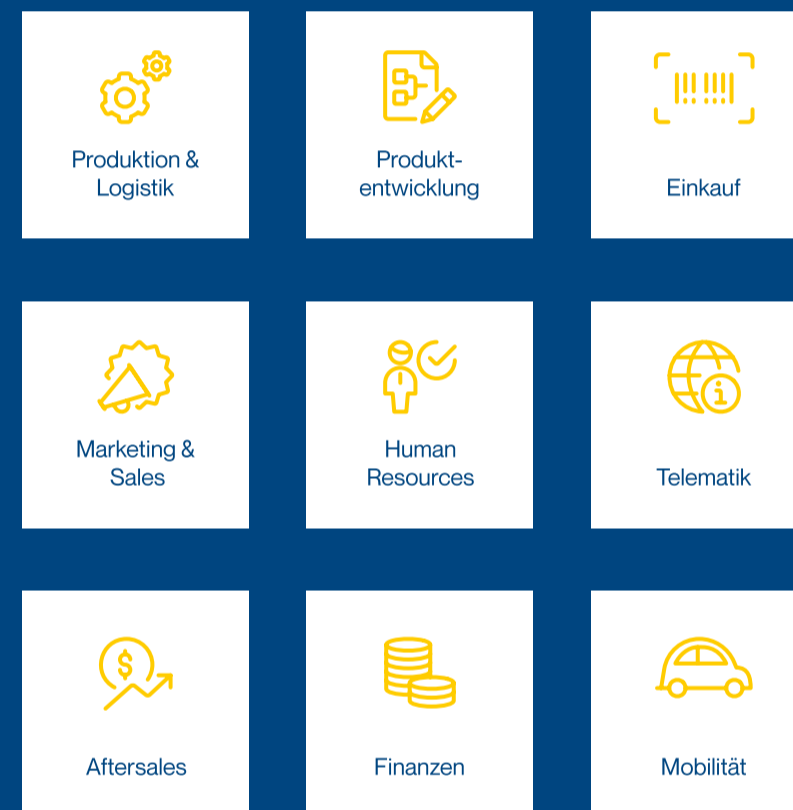 Produktion &
Logistik
Produkt-
entwicklung
Einkauf
Marketing &
Sales
Human
Resources
Telematik
Aftersales
Finanzen
Mobilität